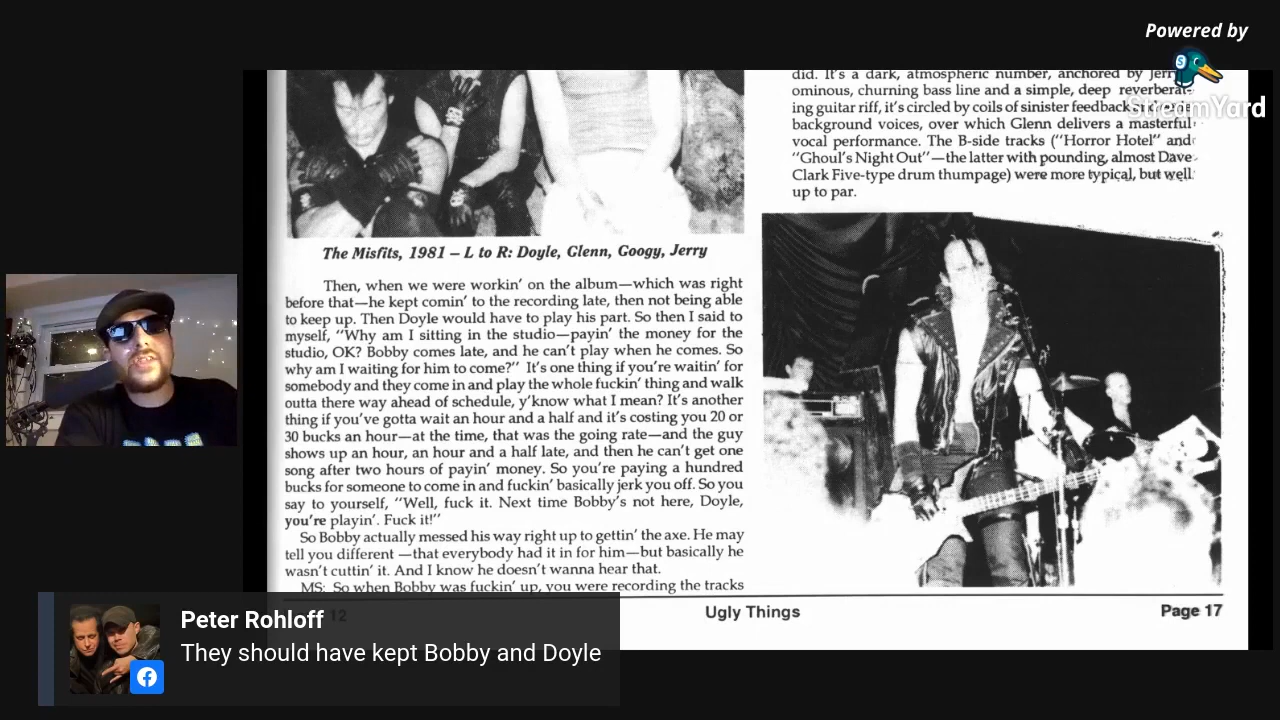 Powered by
StreamYard
The Misfits, 1981 – L to R: Doyle, Glenn, Googy, Jerry
Then, when we were workin’ on the album—which was right
before that—he kept comin’ to the recording late, then not being able
to keep up. Then Doyle would have to play his part. So then I said to
myself, “Why am I sitting in the studio—payin’ the money for the
studio, OK? Bobby comes late, and he can’t play when he comes. So
why am I waiting for him to come?” It’s one thing if you’re waitin’ for
somebody and they come in and play the whole fuckin’ thing and walk
outta there way ahead of schedule, y’know what I mean? It’s another
thing if you’ve gotta wait an hour and a half and it’s costing you 20 or
30 bucks an hour—at the time, that was the going rate—and the guy
shows up an hour, an hour and a half late, and then he can’t get one
song after two hours of payin’ money. So you’re paying a hundred
bucks for someone to come in and fuckin’ basically jerk you off. So you
say to yourself, “Well, fuck it. Next time Bobby’s not here, Doyle,
you’re playin’. Fuck it!”
So Bobby actually messed his way right up to gettin’ the axe. He may
tell you different —that everybody had it in for him—but basically he
wasn’t cuttin’ it. And I know he doesn’t wanna hear that.
MS: So when Bobby was fuckin’ up, you were recording the tracks
did. It’s a dark, atmospheric number, anchored by Jerry's
ominous, churning bass line and a simple, deep reverberat-
ing guitar riff, it’s circled by coils of sinister feedback
background voices, over which Glenn delivers a masterful
vocal performance. The B-side tracks (“Horror Hotel” and
“Ghoul’s Night Out”—the latter with pounding, almost Dave
Clark Five-type drum thumpage) were more typical, but well
up to par.
12
Ugly Things
Page 17
Peter Rohloff
They should have kept Bobby and Doyle